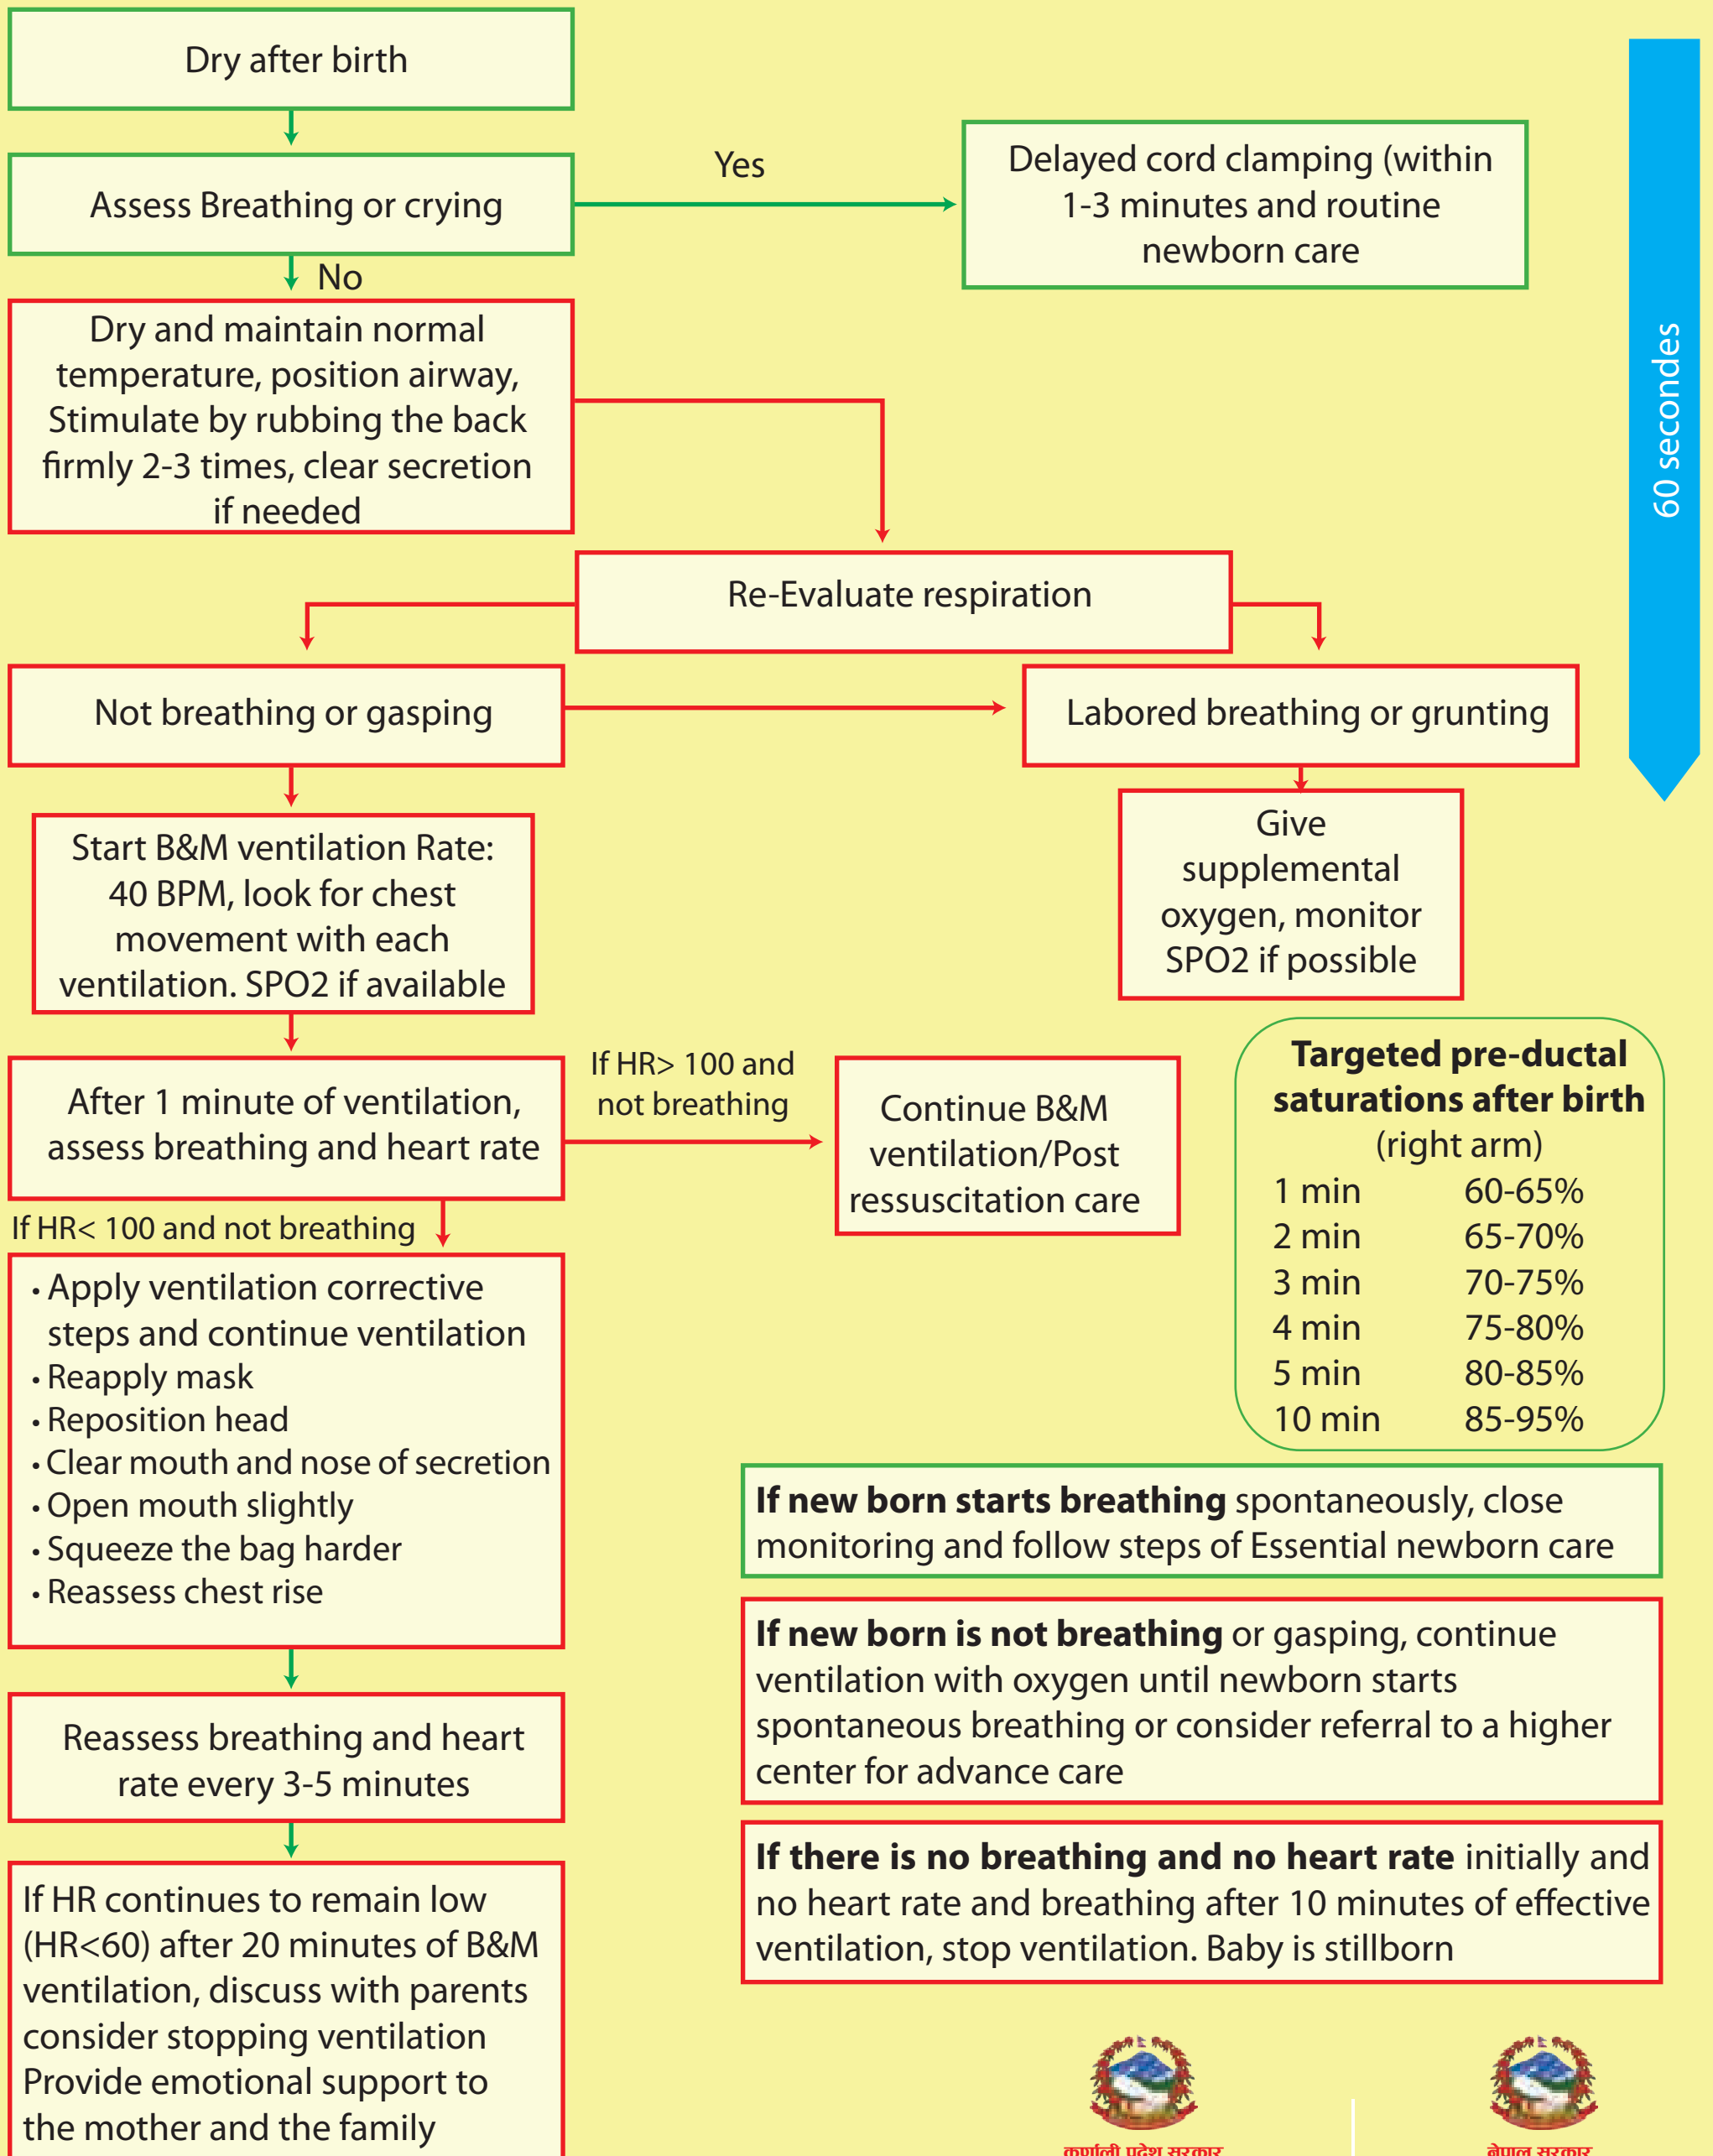 Dry after birth
Assess Breathing or crying
Yes
Delayed cord clamping (within
1-3 minutes and routine
newborn care
No
Dry and maintain normal
temperature, position airway,
Stimulate by rubbing the back
firmly 2-3 times, clear secretion
if needed
60 secondes
Re-Evaluate respiration
Not breathing or gasping
Labored breathing or grunting
Start B&M ventilation Rate:
40 BPM, look for chest
movement with each
ventilation. SPO2 if available
Give
supplemental
oxygen, monitor
SPO2 if possible
After 1 minute of ventilation,
assess breathing and heart rate
If HR> 100 and
not breathing
Continue B&M
ventilation/Post
ressuscitation care
Targeted pre-ductal
saturations after birth
(right arm)
1 min 60-65%
2 min 65-70%
3 min 70-75%
4 min 75-80%
5 min 80-85%
10 min 85-95%
If HR< 100 and not breathing
• Apply ventilation corrective
steps and continue ventilation
• Reapply mask
• Reposition head
• Clear mouth and nose of secretion
• Open mouth slightly
• Squeeze the bag harder
• Reassess chest rise
If new born starts breathing spontaneously, close
monitoring and follow steps of Essential newborn care
If new born is not breathing or gasping, continue
ventilation with oxygen until newborn starts
spontaneous breathing or consider referral to a higher
center for advance care
Reassess breathing and heart
rate every 3-5 minutes
If there is no breathing and no heart rate initially and
no heart rate and breathing after 10 minutes of effective
ventilation, stop ventilation. Baby is stillborn
If HR continues to remain low
(HR<60) after 20 minutes of B&M
ventilation, discuss with parents
consider stopping ventilation
Provide emotional support to
the mother and the family
कर्णाली प्रदेश सरकार
नेपाल सरकार